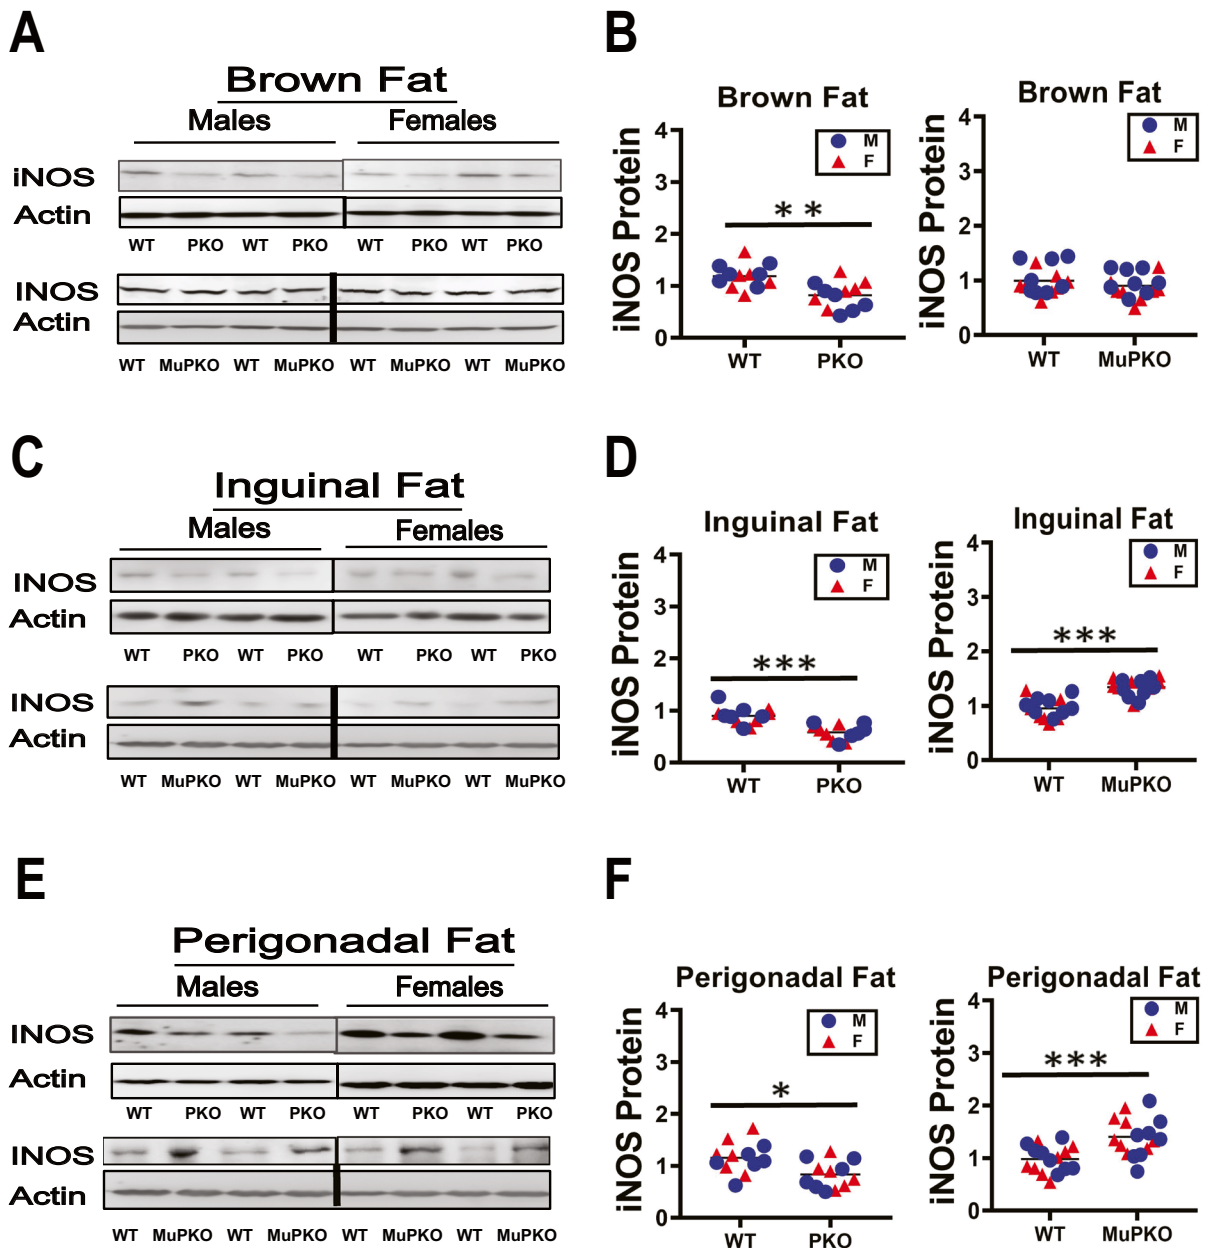 A
Brown Fat
Males Females
iNOS
Actin
WT PKO WT PKO WT PKO WT PKO
INOS
Actin
WT MuPKO WT MuPKO WT MuPKO WT MuPKO
B
Brown Fat
iNOS Protein
4
3
2
1
0
M
F
**
WT PKO
Brown Fat
iNOS Protein
4
3
2
1
0
M
F
WT MuPKO
C
Inguinal Fat
Males Females
INOS
Actin
WT PKO WT PKO WT PKO WT PKO
INOS
Actin
WT MuPKO WT MuPKO WT MuPKO WT MuPKO
D
Inguinal Fat
iNOS Protein
4
3
2
1
0
M
F
***
WT PKO
Inguinal Fat
iNOS Protein
4
3
2
1
0
M
F
***
WT MuPKO
E
Perigonadal Fat
Males Females
INOS
Actin
WT PKO WT PKO WT PKO WT PKO
INOS
Actin
WT MuPKO WT MuPKO WT MuPKO WT MuPKO
F
Perigonadal Fat
iNOS Protein
4
3
2
1
0
M
F
*
WT PKO
Perigonadal Fat
iNOS Protein
4
3
2
1
0
M
F
***
WT MuPKO